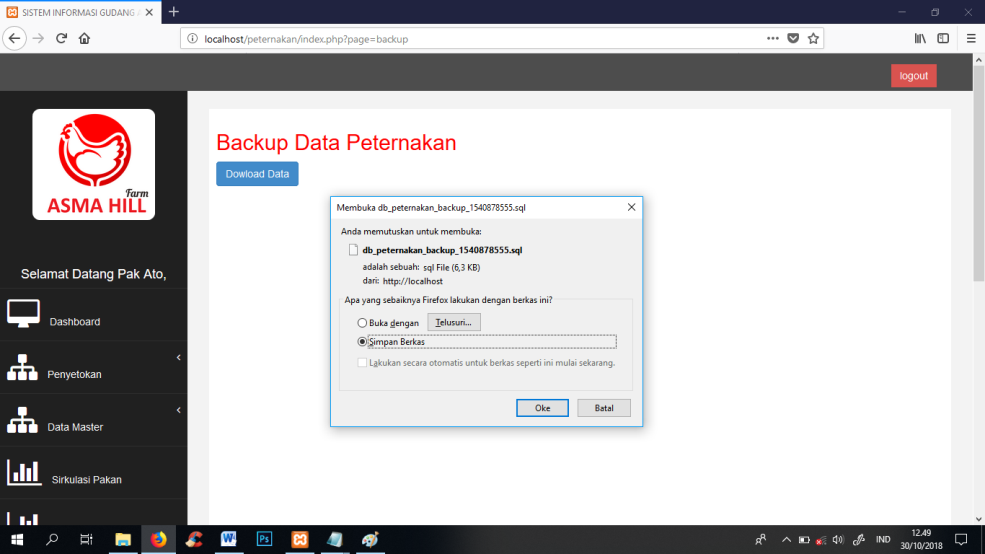 SISTEM INFORMASI GUDANG
localhost/peternakan/index.php?page=backup
logout
Farm
ASMA HILL
Selamat Datang Pak Ato,
Dashboard
Penyetokan
Data Master
Sirkulasi Pakan
Backup Data Peternakan
Dowload Data
Membuka db_peternakan_backup_1540878555.sql
Anda memutuskan untuk membuka:
db_peternakan_backup_1540878555.sql
adalah sebuah: sql File (6,3 KB)
dari: http://localhost
Apa yang sebaiknya Firefox lakukan dengan berkas ini?
Buka dengan
Telusuri...
Simpan Berkas
Lakukan secara otomatis untuk berkas seperti ini mulai sekarang.
Oke
Batal
Ps
IND
12.49
30/10/2018